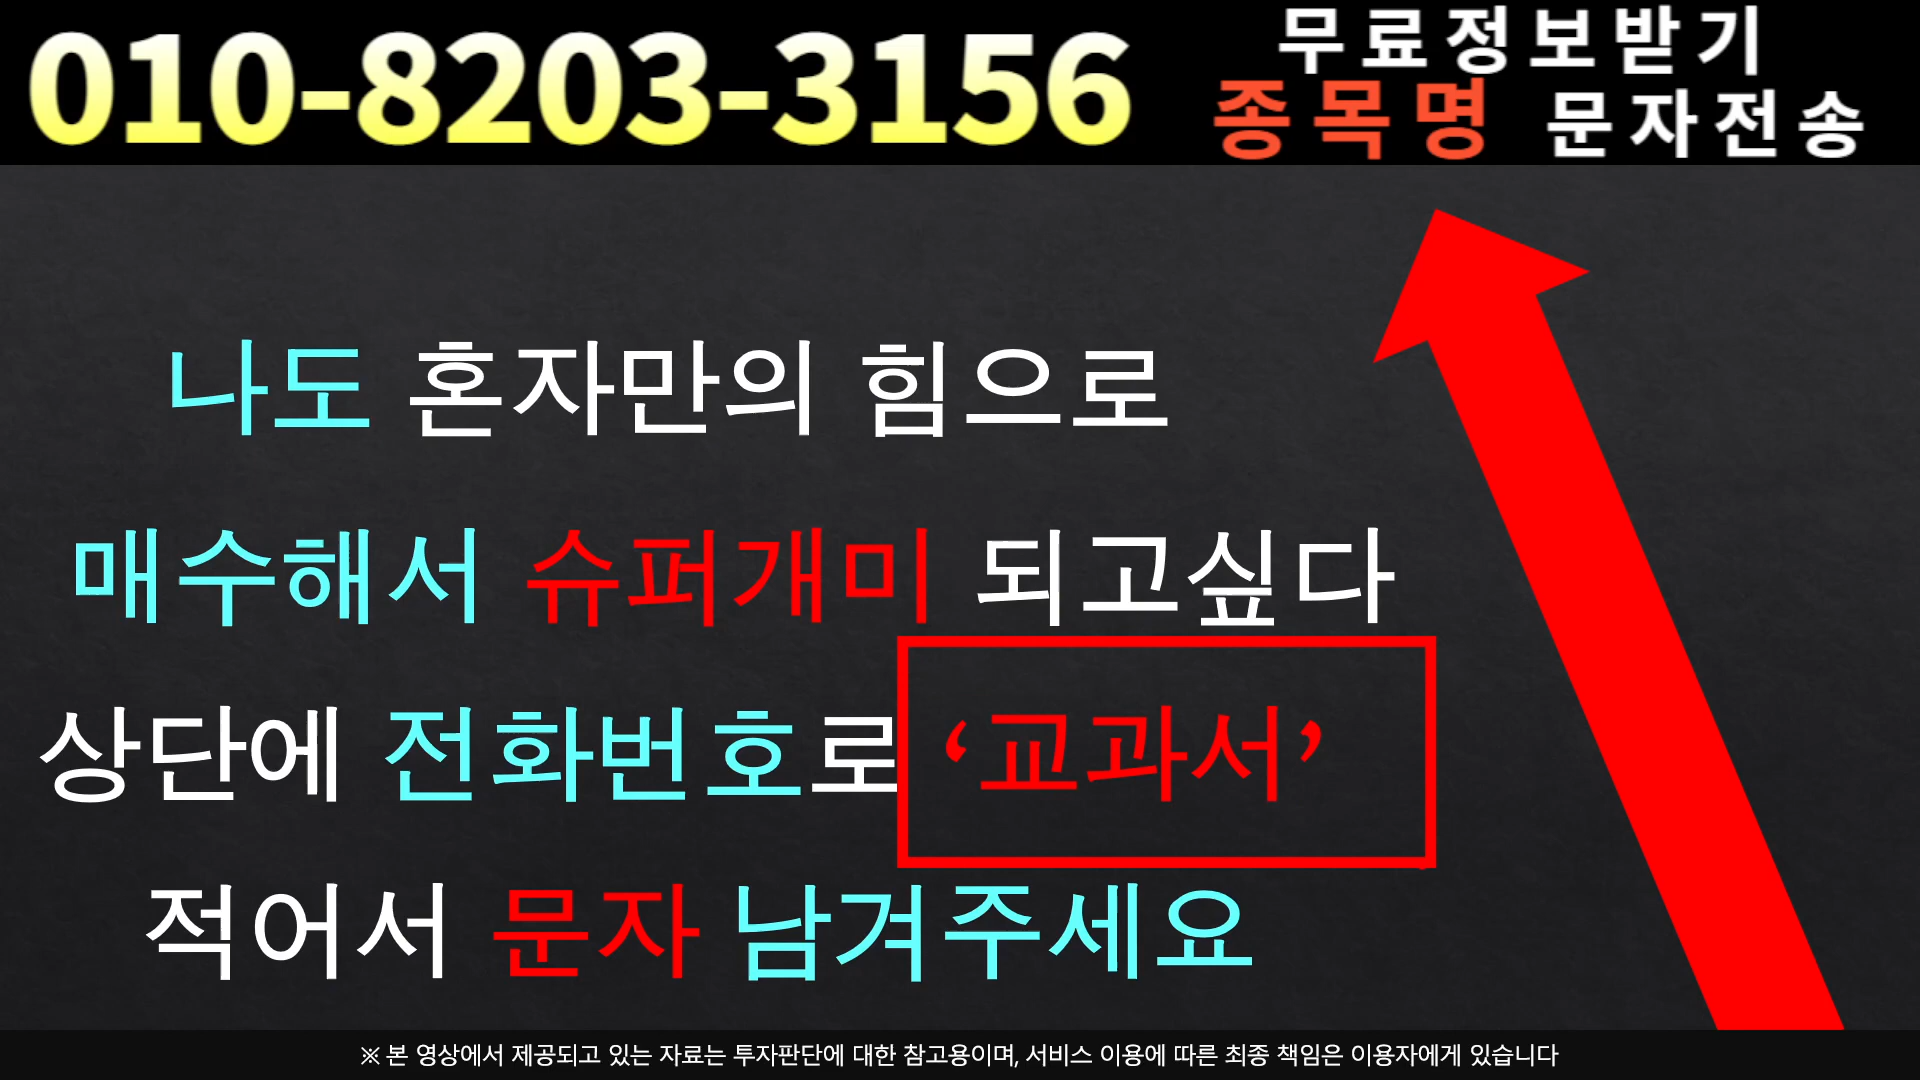 010-8203-3156
무료정보받기
종목명 문자전송
나도 혼자만의 힘으로
매수해서 슈퍼개미 되고싶다
상단에 전화번호로 ‘교과서’
적어서 문자 남겨주세요
※ 본 영상에서 제공되고 있는 자료는 투자판단에 대한 참고용이며, 서비스 이용에 따른 최종 책임은 이용자에게 있습니다